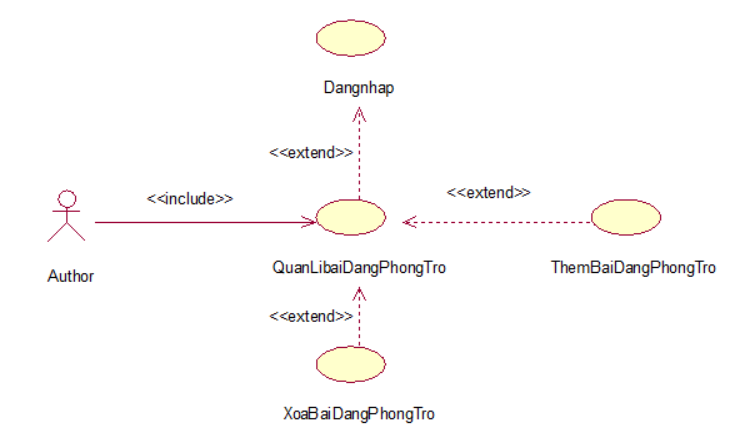 Dangnhap
<<extend>>
<<include>>
<<extend>>
Author
QuanLibaiDangPhongTro
ThemBaiDangPhongTro
<<extend>>
XoaBaiDangPhongTro